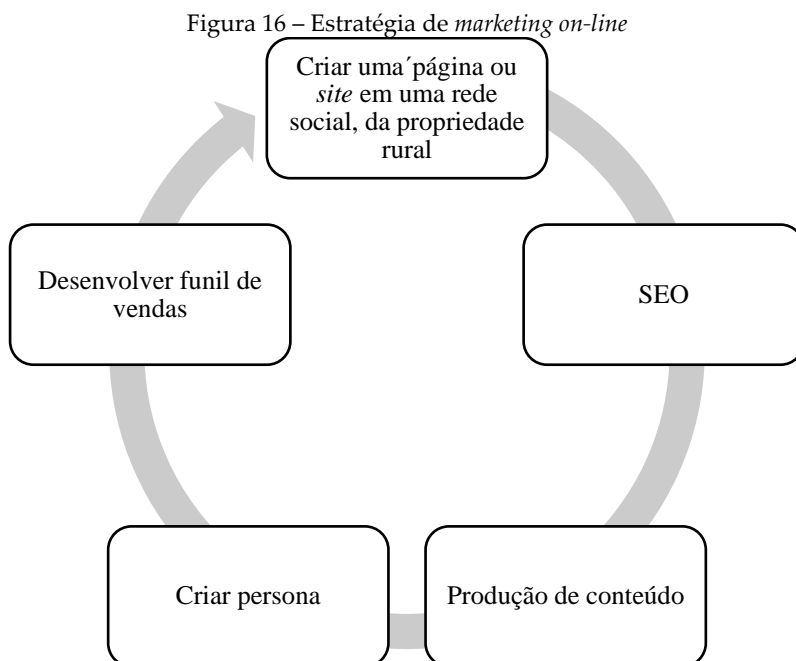 Figura 16 – Estratégia de marketing on-line
Criar uma´página ou
site em uma rede
social, da propriedade
rural
SEO
Produção de conteúdo
Criar persona
Desenvolver funil de
vendas